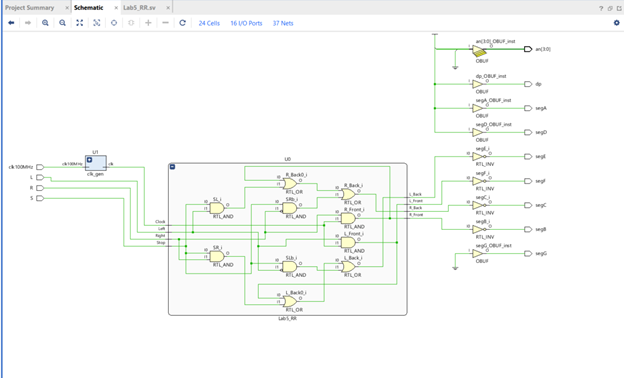 Project Summary × Schematic × Lab5_RR.sv ×
24 Cells 16 I/O Ports 37 Nets
an[3:0]_OBUF_inst
an[3:0]
OBUF
dp_OBUF_inst
dp
OBUF
segA_OBUF_inst
segA
OBUF
segD_OBUF_inst
segD
OBUF
segE_i
segE
RTL_INV
segF_i
segF
RTL_INV
segC_i
segC
RTL_INV
segB_i
segB
RTL_INV
segG_OBUF_inst
segG
OBUF
U1
clk100MHz
clk100MHz
clk
clk_gen
L
R
S
U0
Clock
Left
Right
Stop
SL_i
RTL_AND
SR_i
RTL_AND
R_Back0_i
RTL_OR
SRb_i
RTL_AND
SLb_i
RTL_AND
L_Back0_i
RTL_OR
R_Back_i
RTL_OR
R_Front_i
RTL_AND
L_Front_i
RTL_AND
L_Back_i
RTL_OR
L_Back
L_Front
R_Back
R_Front
Lab5_RR